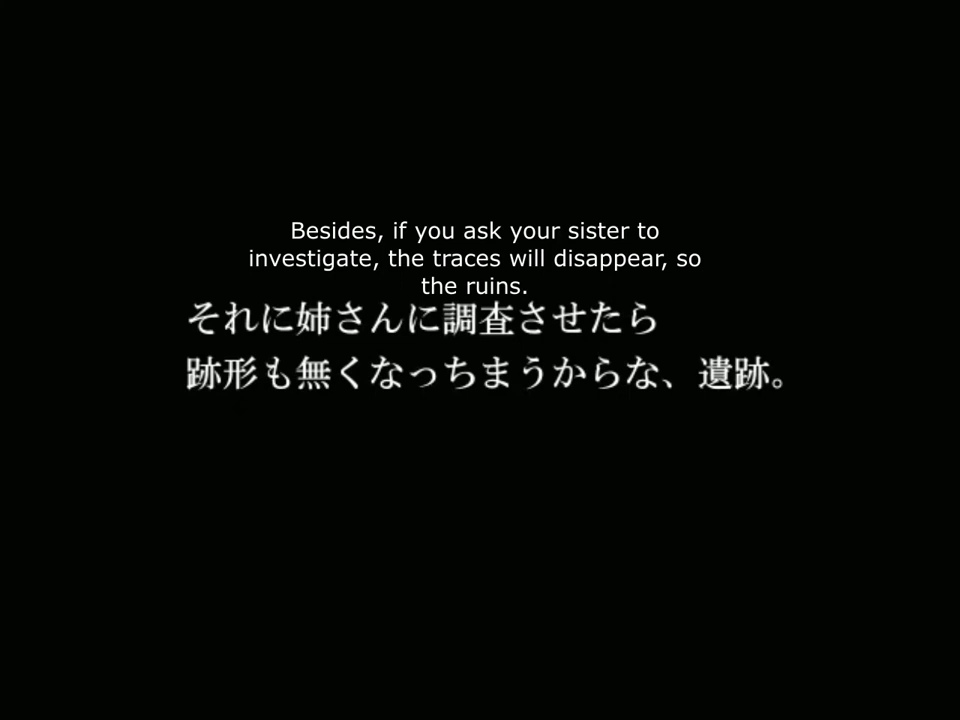 Besides, if you ask your sister to
investigate, the traces will disappear, so
the ruins.
それに姉さんに調査させたら
跡形も無くなっちまうからな、遺跡。